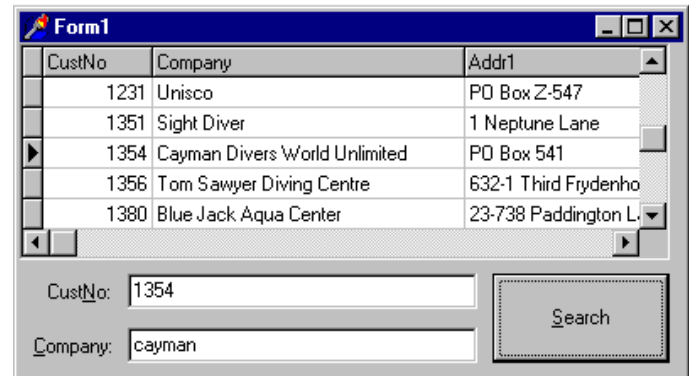 Form1
CustNo Company Addr1
1231 Unisco PO Box Z-547
1351 Sight Diver 1 Neptune Lane
1354 Cayman Divers World Unlimited PO Box 541
1356 Tom Sawyer Diving Centre 632-1 Third Frydenho
1380 Blue Jack Aqua Center 23-738 Paddington L
CustNo: 1354
Search
Company: cayman